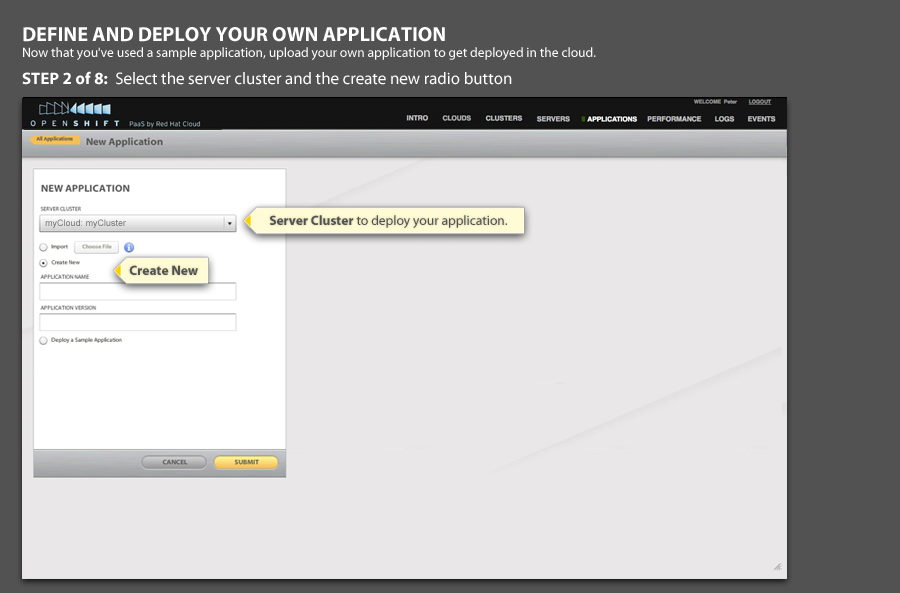 DEFINE AND DEPLOY YOUR OWN APPLICATION
Now that you've used a sample application, upload your own application to get deployed in the cloud.
STEP 2 of 8: Select the server cluster and the create new radio button
WELCOME Peter LOGOUT
OPENSHIFT PaaS by Red Hat Cloud
INTRO CLOUDS CLUSTERS SERVERS APPLICATIONS PERFORMANCE LOGS EVENTS
All Applications New Application
NEW APPLICATION
SERVER CLUSTER
myCloud: myCluster
Server Cluster to deploy your application.
Import Choose File i
Create New
Create New
APPLICATION NAME
APPLICATION VERSION
Deploy a Sample Application
CANCEL SUBMIT